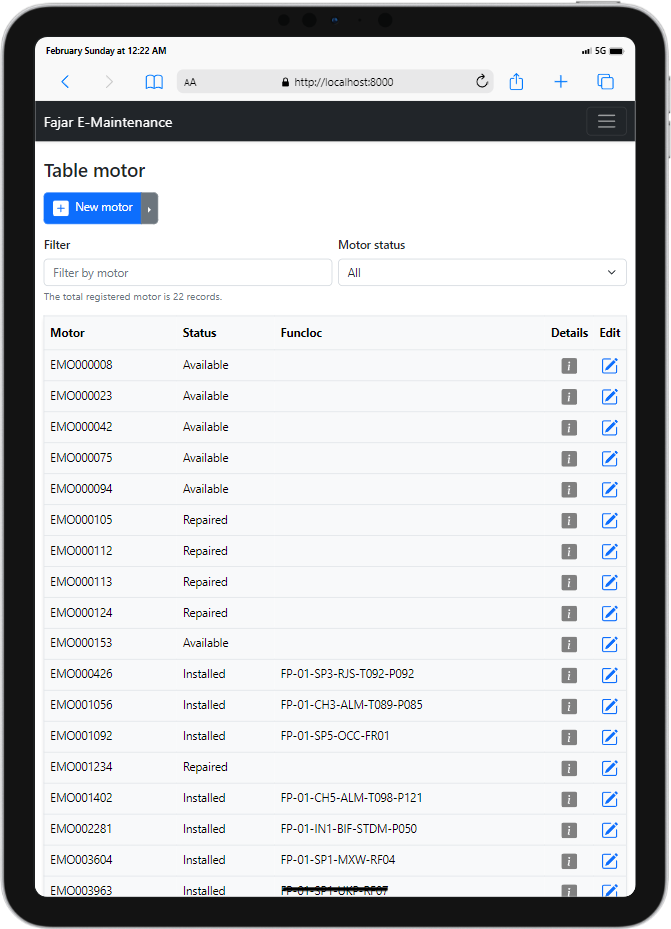 February Sunday at 12:22 AM
5G
AA
http://localhost:8000
Fajar E-Maintenance
Table motor
New motor
Filter
Motor status
Filter by motor
All
The total registered motor is 22 records.
Motor Status Funcloc Details Edit
EMO000008 Available
EMO000023 Available
EMO000042 Available
EMO000075 Available
EMO000094 Available
EMO000105 Repaired
EMO000112 Repaired
EMO000113 Repaired
EMO000124 Repaired
EMO000153 Available
EMO000426 Installed FP-01-SP3-RJS-T092-P092
EMO001056 Installed FP-01-CH3-ALM-T089-P085
EMO001092 Installed FP-01-SP5-OCC-FR01
EMO001234 Repaired
EMO001402 Installed FP-01-CH5-ALM-T098-P121
EMO002281 Installed FP-01-IN1-BIF-STDM-P050
EMO003604 Installed FP-01-SP1-MXW-RF04
EMO003963 Installed